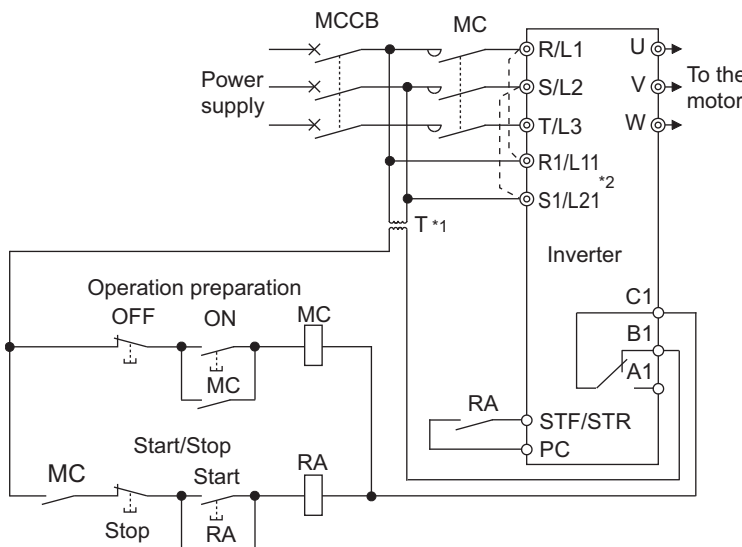 MCCB
MC
R/L1
U
S/L2
V
T/L3
W
Power
supply
To the
motor
R1/L11
*2
S1/L21
T *1
Inverter
Operation preparation
OFF
ON
MC
MC
C1
B1
A1
RA
STF/STR
PC
Start/Stop
MC
Start
RA
Stop
RA